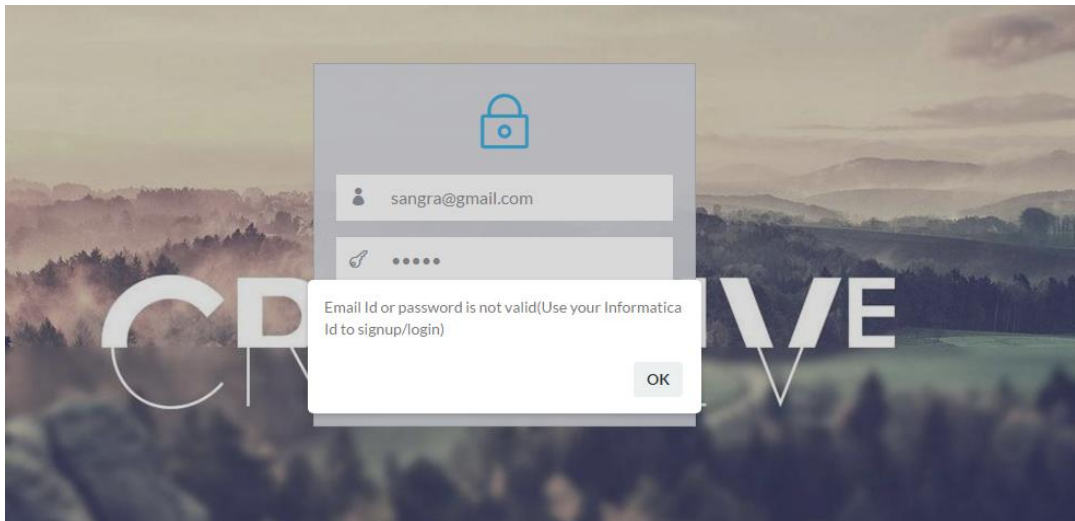 sangra@gmail.com
•••••
Email Id or password is not valid(Use your Informatica
Id to signup/login)
OK